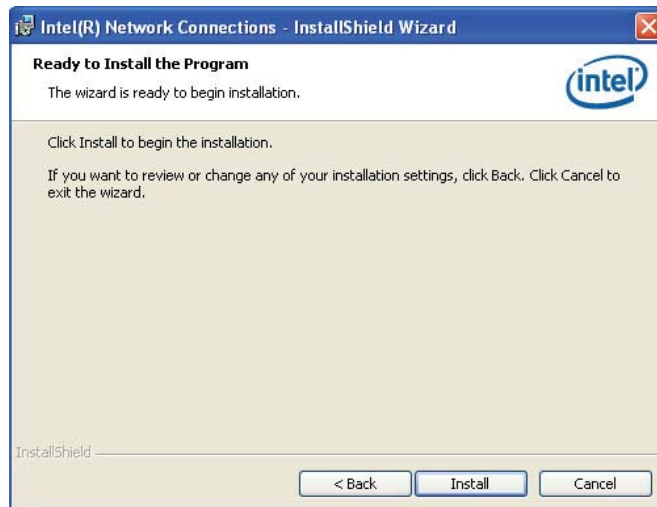 Intel(R) Network Connections - InstallShield Wizard
Ready to Install the Program
The wizard is ready to begin installation.
intel
Click Install to begin the installation.
If you want to review or change any of your installation settings, click Back. Click Cancel to
exit the wizard.
InstallShield
< Back
Install
Cancel